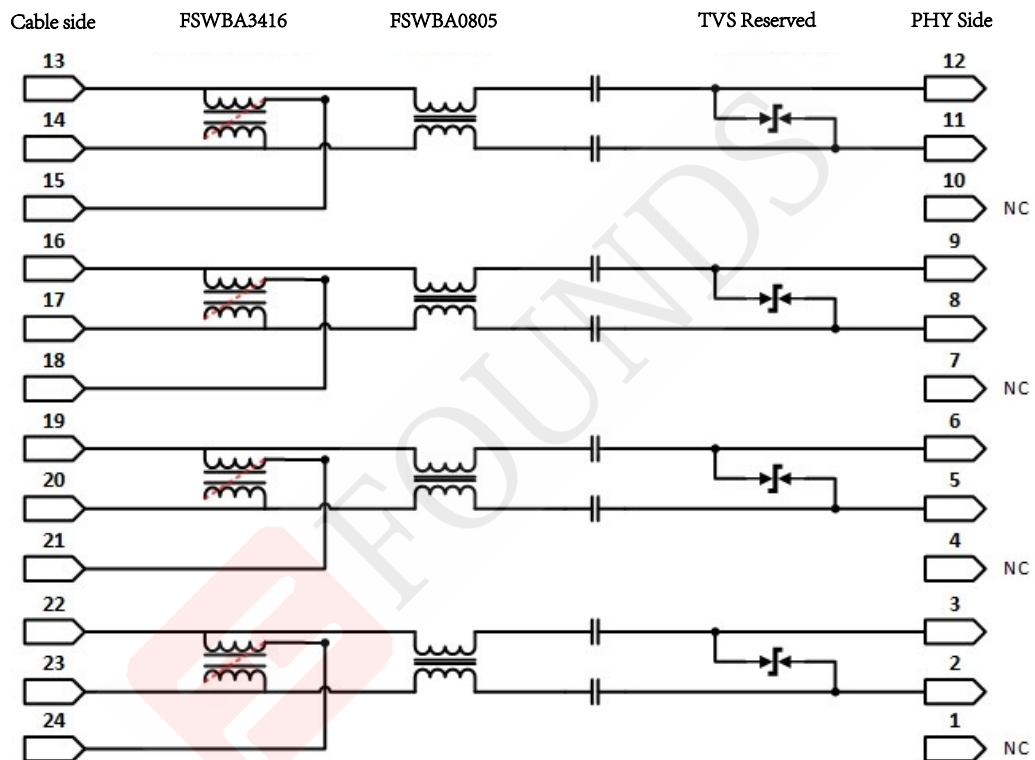 Cable side FSWBA3416 FSWBA0805 TVS Reserved PHY Side
13 12
14 11
15 10 NC
16 9
17 8
18 7 NC
19 6
20 5
21 4 NC
22 3
23 2
24 1 NC
FOUNDS